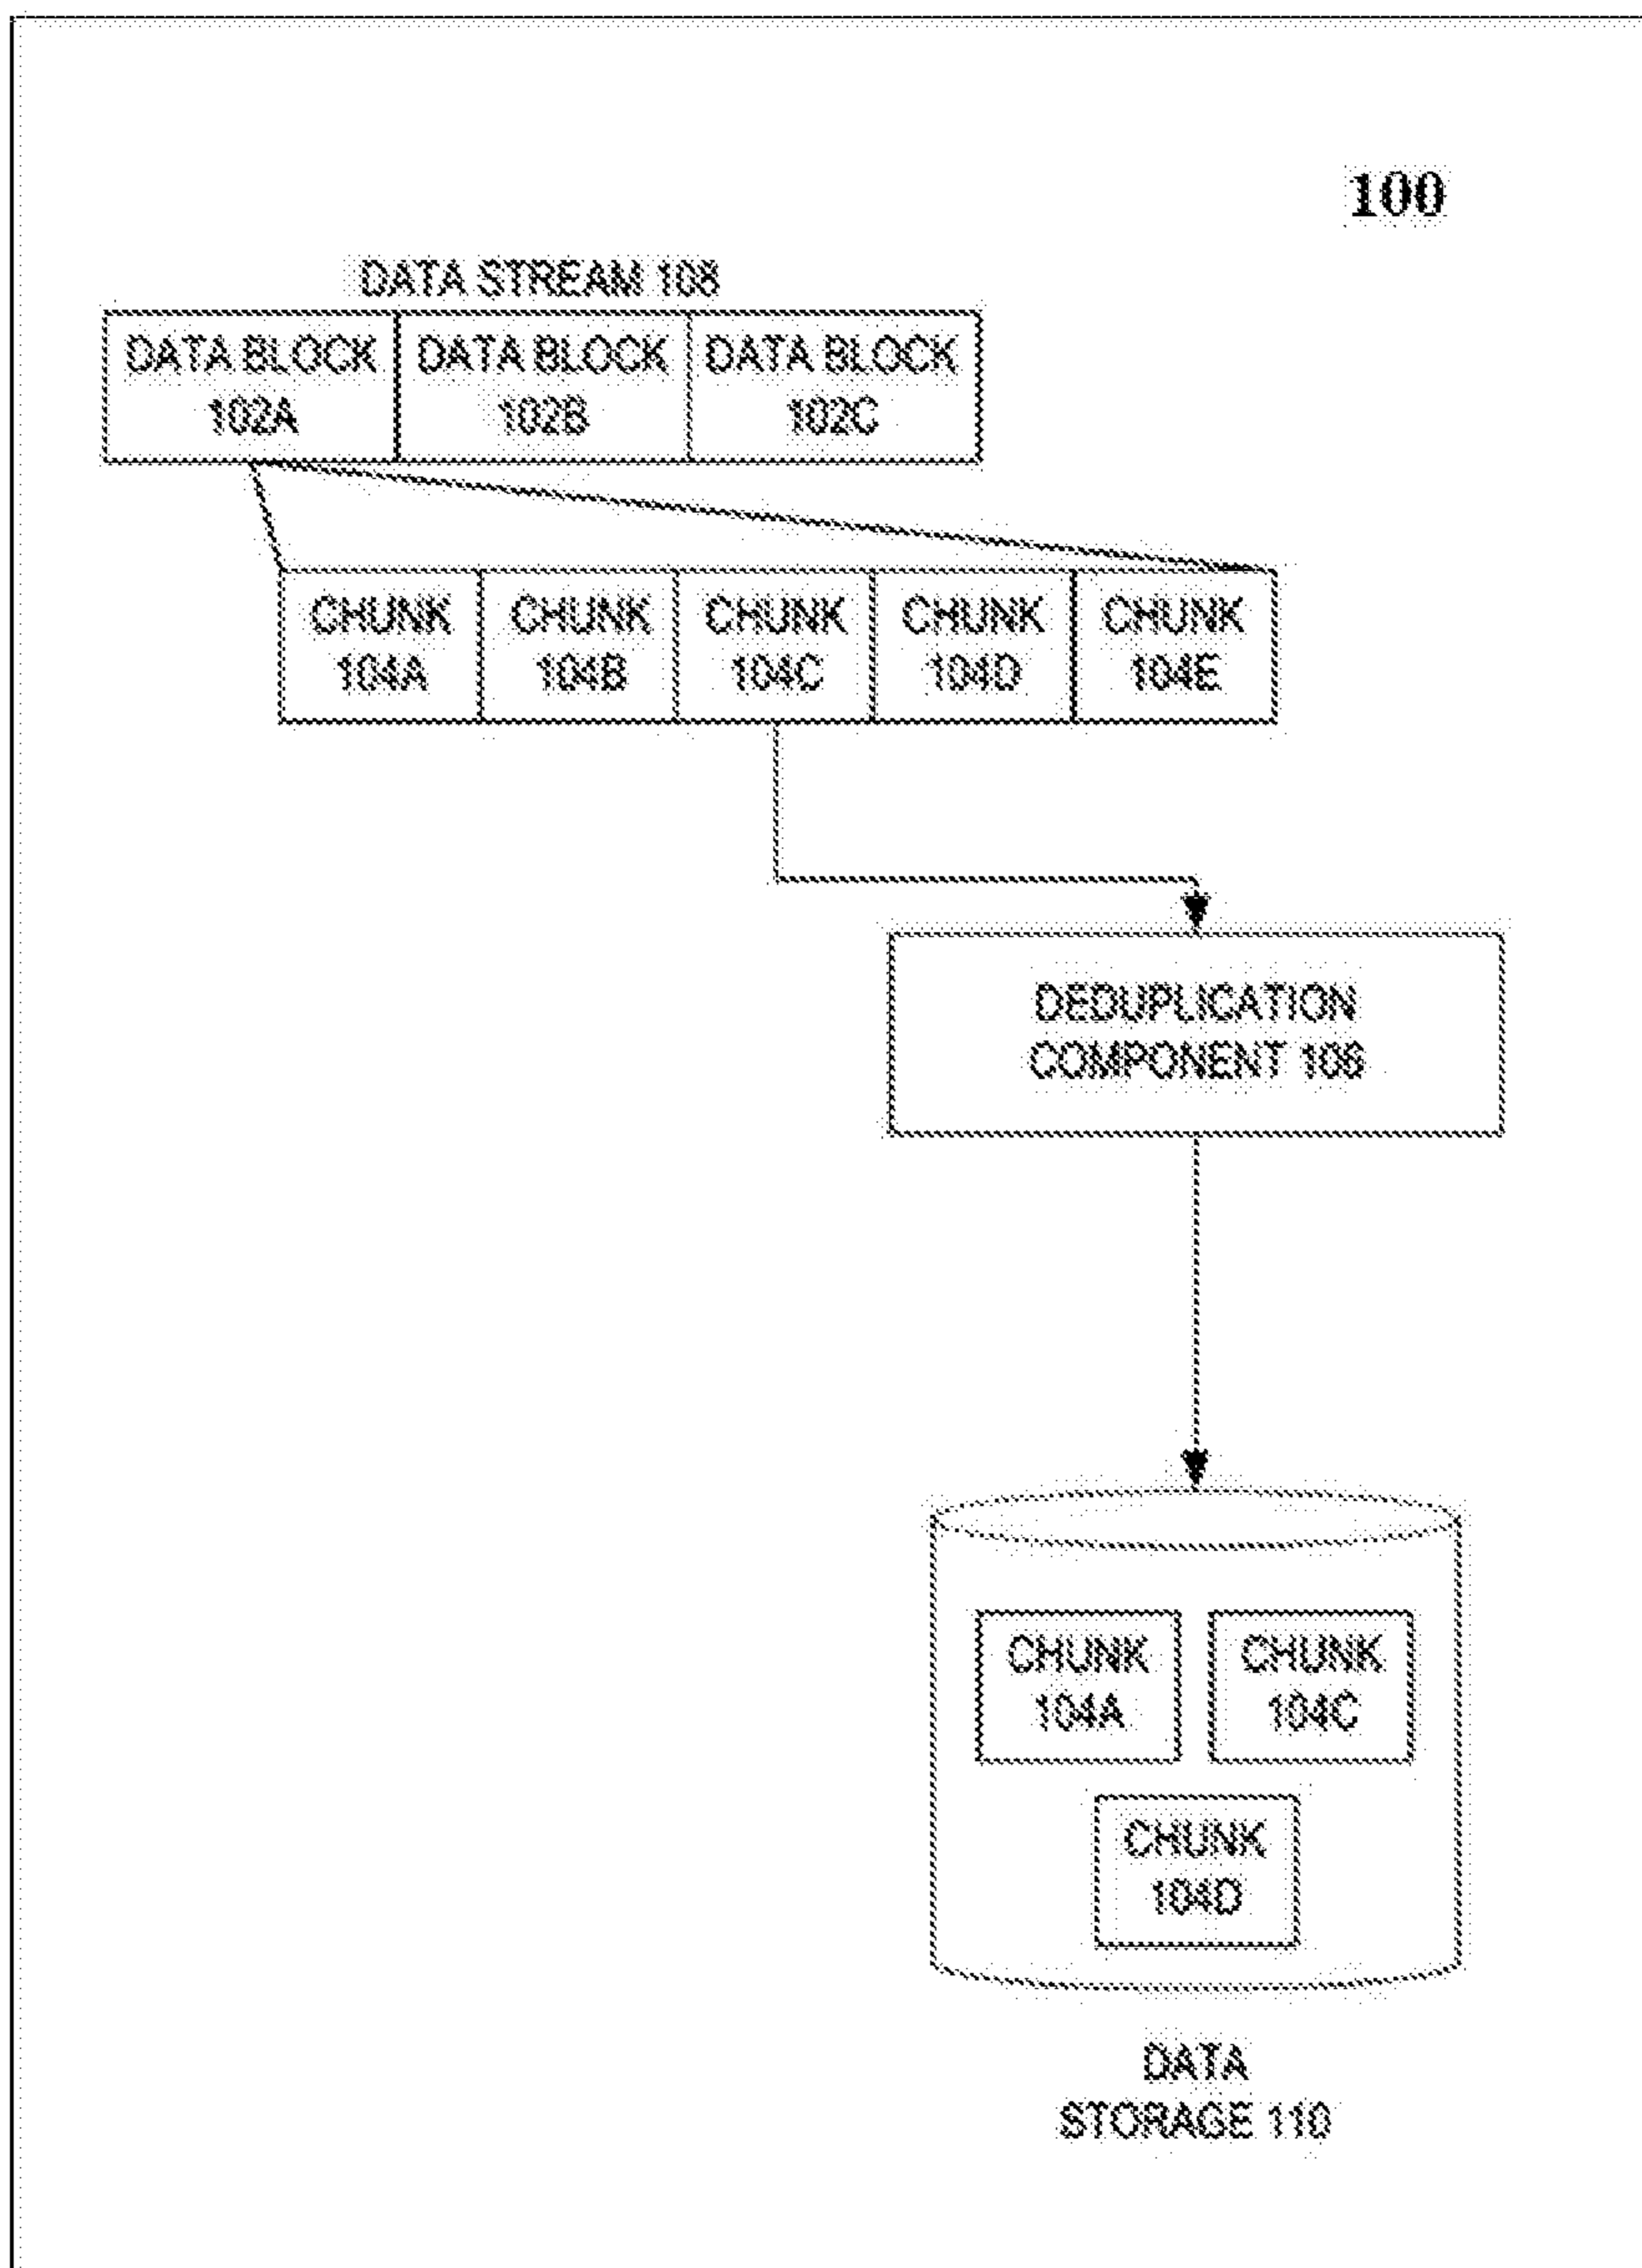 100
DATA STREAM 108
DATA BLOCK DATA BLOCK DATA BLOCK
102A 102B 102C
CHUNK CHUNK CHUNK CHUNK CHUNK
104A 104B 104C 104D 104E
DEDUPLICATION
COMPONENT 106
CHUNK CHUNK
104A 104C
CHUNK
104D
DATA
STORAGE 110